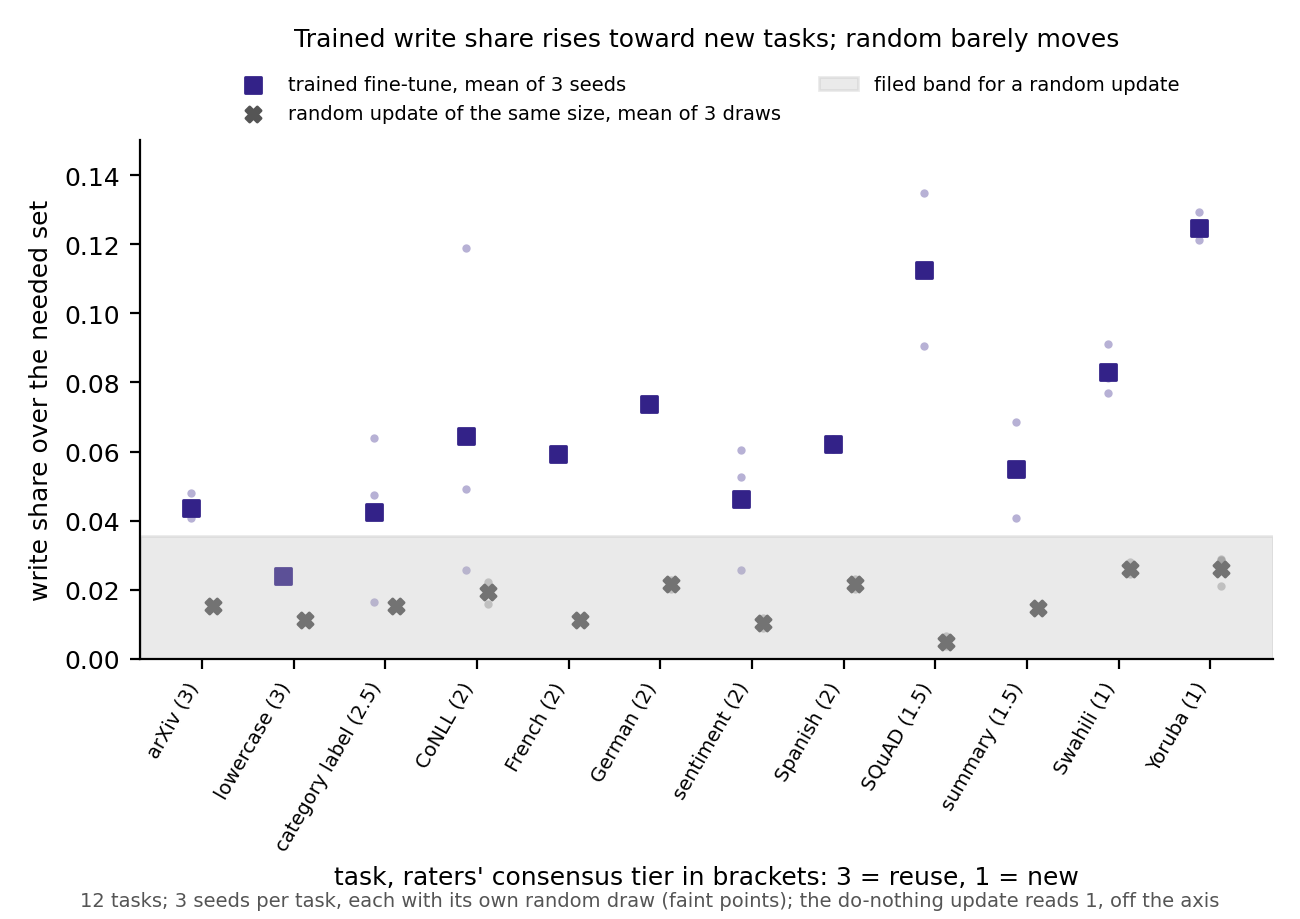 Trained write share rises toward new tasks; random barely moves
trained fine-tune, mean of 3 seeds
random update of the same size, mean of 3 draws
filed band for a random update
write share over the needed set
0.14
0.12
0.10
0.08
0.06
0.04
0.02
0.00
arXiv (3)
lowercase (3)
category label (2.5)
CoNLL (2)
French (2)
German (2)
sentiment (2)
Spanish (2)
SQuAD (1.5)
summary (1.5)
Swahili (1)
Yoruba (1)
task, raters' consensus tier in brackets: 3 = reuse, 1 = new
12 tasks; 3 seeds per task, each with its own random draw (faint points); the do-nothing update reads 1, off the axis